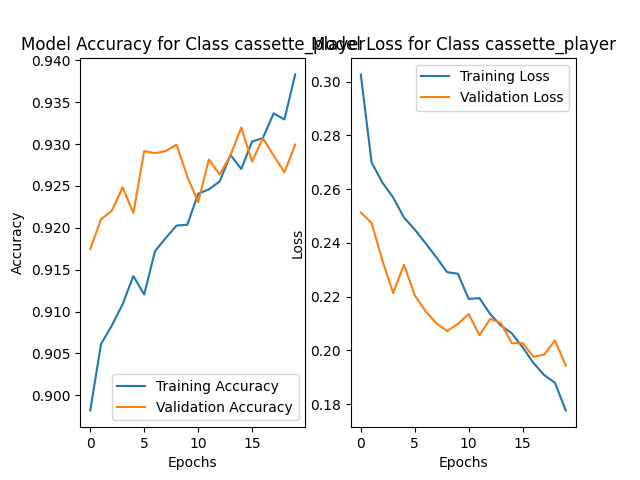 Model Accuracy for Class cassette_player
Accuracy
0.940
0.935
0.930
0.925
0.920
0.915
0.910
0.905
0.900
Training Accuracy
Validation Accuracy
0 5 10 15
Epochs
Model Loss for Class cassette_player
Loss
0.30
0.28
0.26
0.24
0.22
0.20
0.18
Training Loss
Validation Loss
0 5 10 15
Epochs